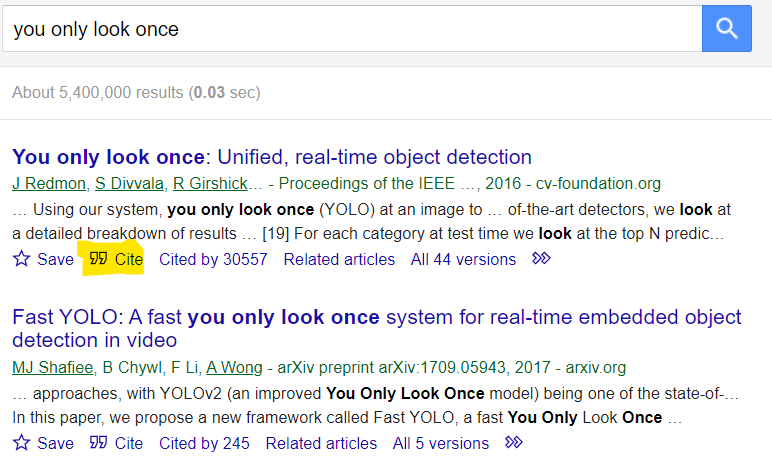 you only look once
About 5,400,000 results (0.03 sec)
You only look once: Unified, real-time object detection
J Redmon, S Divvala, R Girshick… - Proceedings of the IEEE …, 2016 - cv-foundation.org
… Using our system, you only look once (YOLO) at an image to … of-the-art detectors, we look at
a detailed breakdown of results … [19] For each category at test time we look at the top N predic…
Save Cite Cited by 30557 Related articles All 44 versions
Fast YOLO: A fast you only look once system for real-time embedded object
detection in video
MJ Shafiee, B Chywl, F Li, A Wong - arXiv preprint arXiv:1709.05943, 2017 - arxiv.org
… approaches, with YOLOv2 (an improved You Only Look Once model) being one of the state-of-…
In this paper, we propose a new framework called Fast YOLO, a fast You Only Look Once …
Save Cite Cited by 245 Related articles All 5 versions